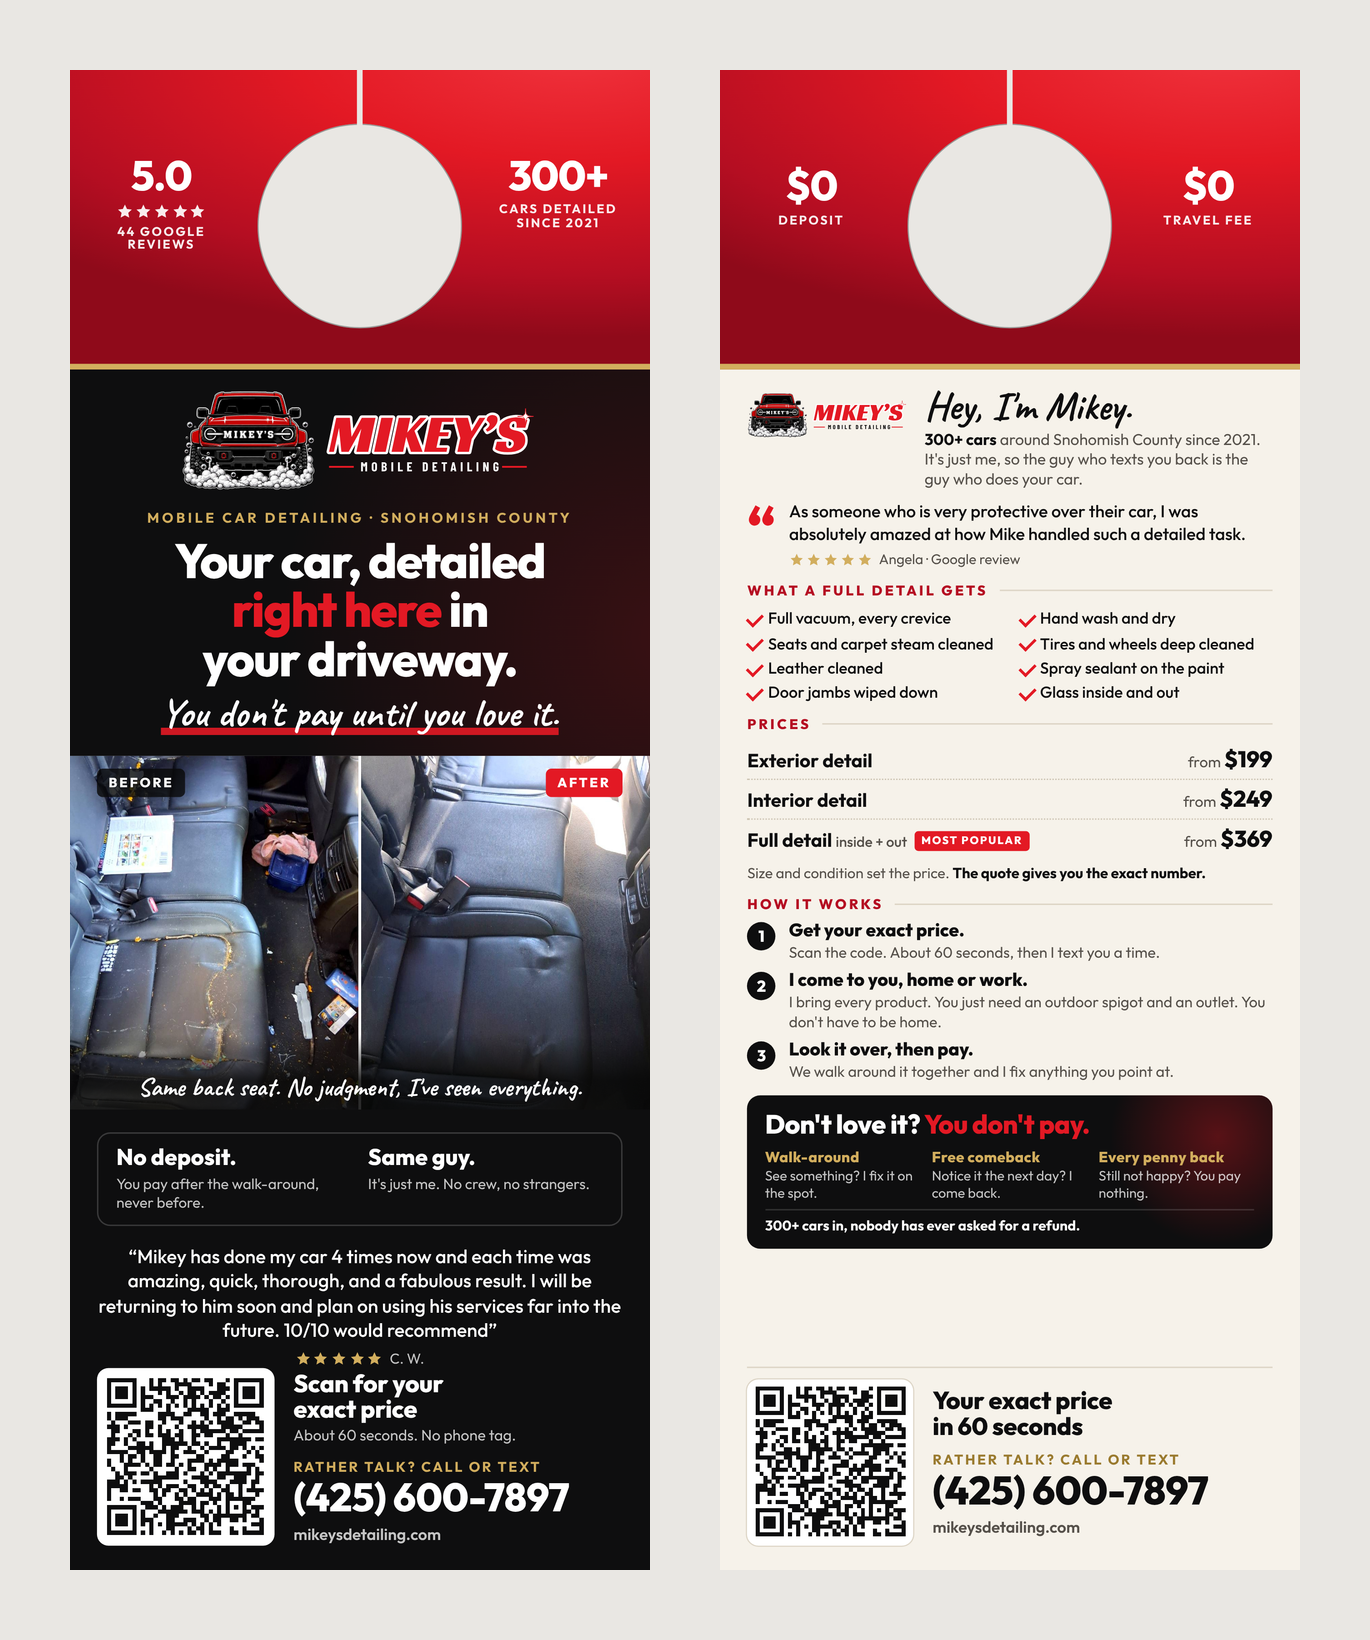 5.0
44 GOOGLE
REVIEWS
300+
CARS DETAILED
SINCE 2021
MIKEY'S
MIKEY'S
MOBILE DETAILING
MOBILE CAR DETAILING · SNOHOMISH COUNTY
Your car, detailed
right here in
your driveway.
You don't pay until you love it.
BEFORE
AFTER
Same back seat. No judgment, I've seen everything.
No deposit.
You pay after the walk-around,
never before.
Same guy.
It's just me. No crew, no strangers.
“Mikey has done my car 4 times now and each time was
amazing, quick, thorough, and a fabulous result. I will be
returning to him soon and plan on using his services far into the
future. 10/10 would recommend”
C. W.
Scan for your
exact price
About 60 seconds. No phone tag.
RATHER TALK? CALL OR TEXT
(425) 600-7897
mikeysdetailing.com
$0
DEPOSIT
$0
TRAVEL FEE
MIKEY'S
MIKEY'S
MOBILE DETAILING
Hey, I'm Mikey.
300+ cars around Snohomish County since 2021.
It's just me, so the guy who texts you back is the
guy who does your car.
“
As someone who is very protective over their car, I was
absolutely amazed at how Mike handled such a detailed task.
Angela · Google review
WHAT A FULL DETAIL GETS
Full vacuum, every crevice
Seats and carpet steam cleaned
Leather cleaned
Door jambs wiped down
Hand wash and dry
Tires and wheels deep cleaned
Spray sealant on the paint
Glass inside and out
PRICES
Exterior detail from $199
Interior detail from $249
Full detail inside + out MOST POPULAR from $369
Size and condition set the price. The quote gives you the exact number.
HOW IT WORKS
1 Get your exact price.
Scan the code. About 60 seconds, then I text you a time.
2 I come to you, home or work.
I bring every product. You just need an outdoor spigot and an outlet. You
don't have to be home.
3 Look it over, then pay.
We walk around it together and I fix anything you point at.
Don't love it? You don't pay.
Walk-around
See something? I fix it on
the spot.
Free comeback
Notice it the next day? I
come back.
Every penny back
Still not happy? You pay
nothing.
300+ cars in, nobody has ever asked for a refund.
Your exact price
in 60 seconds
RATHER TALK? CALL OR TEXT
(425) 600-7897
mikeysdetailing.com